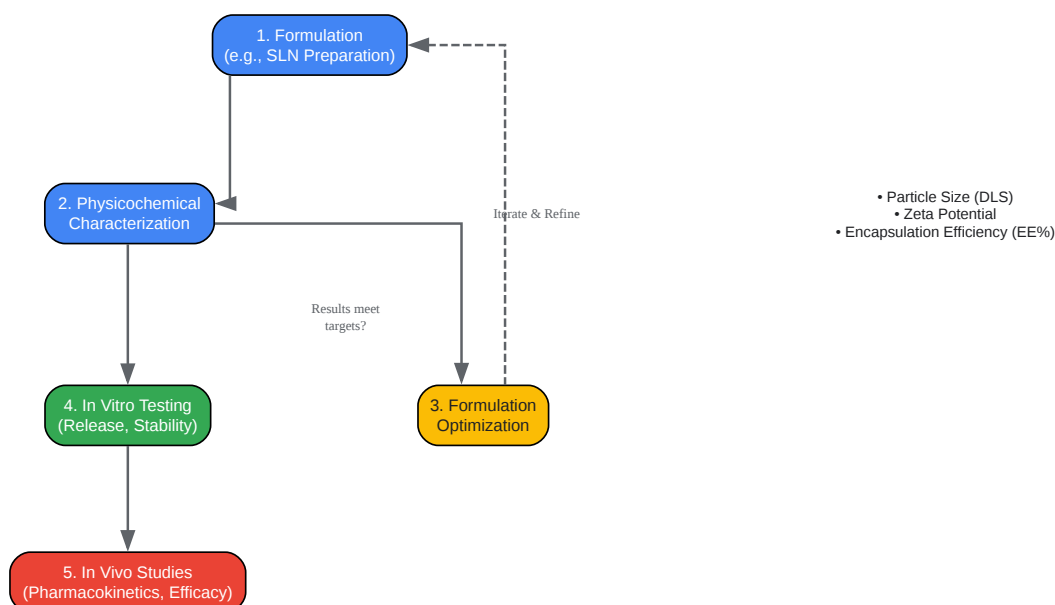 1. Formulation
(e.g., SLN Preparation)
2. Physicochemical
Characterization
Iterate & Refine
• Particle Size (DLS)
• Zeta Potential
• Encapsulation Efficiency (EE%)
Results meet
targets?
4. In Vitro Testing
(Release, Stability)
3. Formulation
Optimization
5. In Vivo Studies
(Pharmacokinetics, Efficacy)